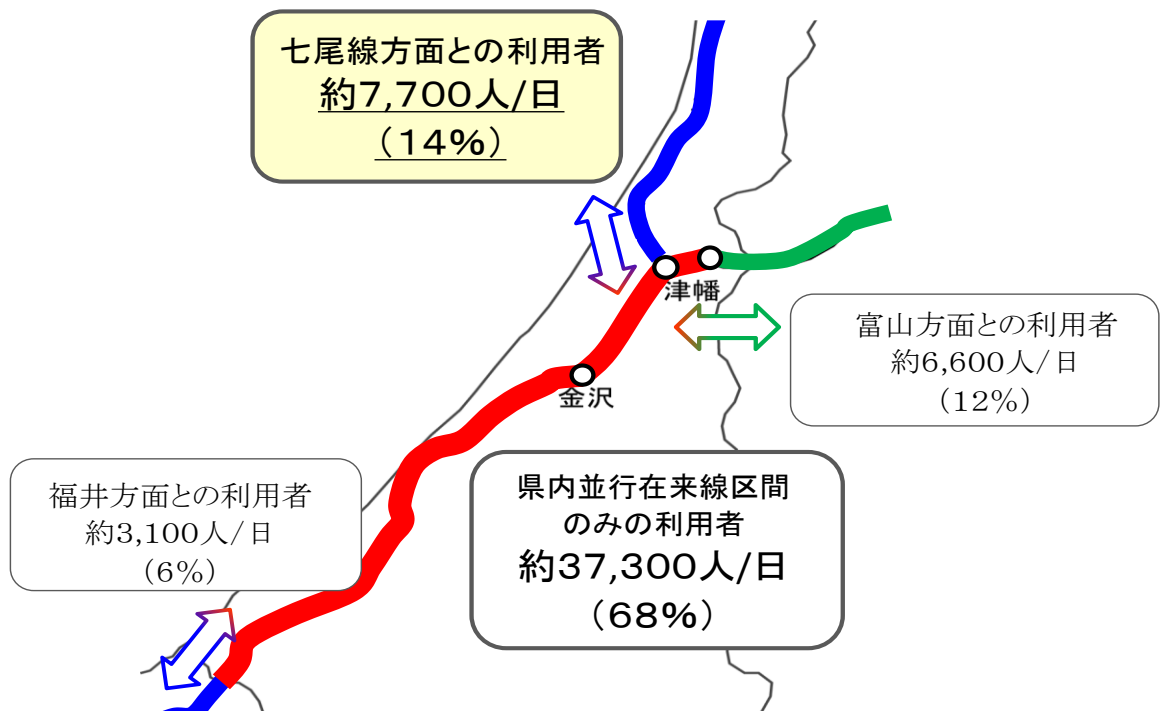 七尾線方面との利用者
約7,700人/日
（14%）
津幡
富山方面との利用者
約6,600人/日
（12%）
金沢
福井方面との利用者
約3,100人/日
（6%）
県内並行在来線区間
のみの利用者
約37,300人/日
（68%）